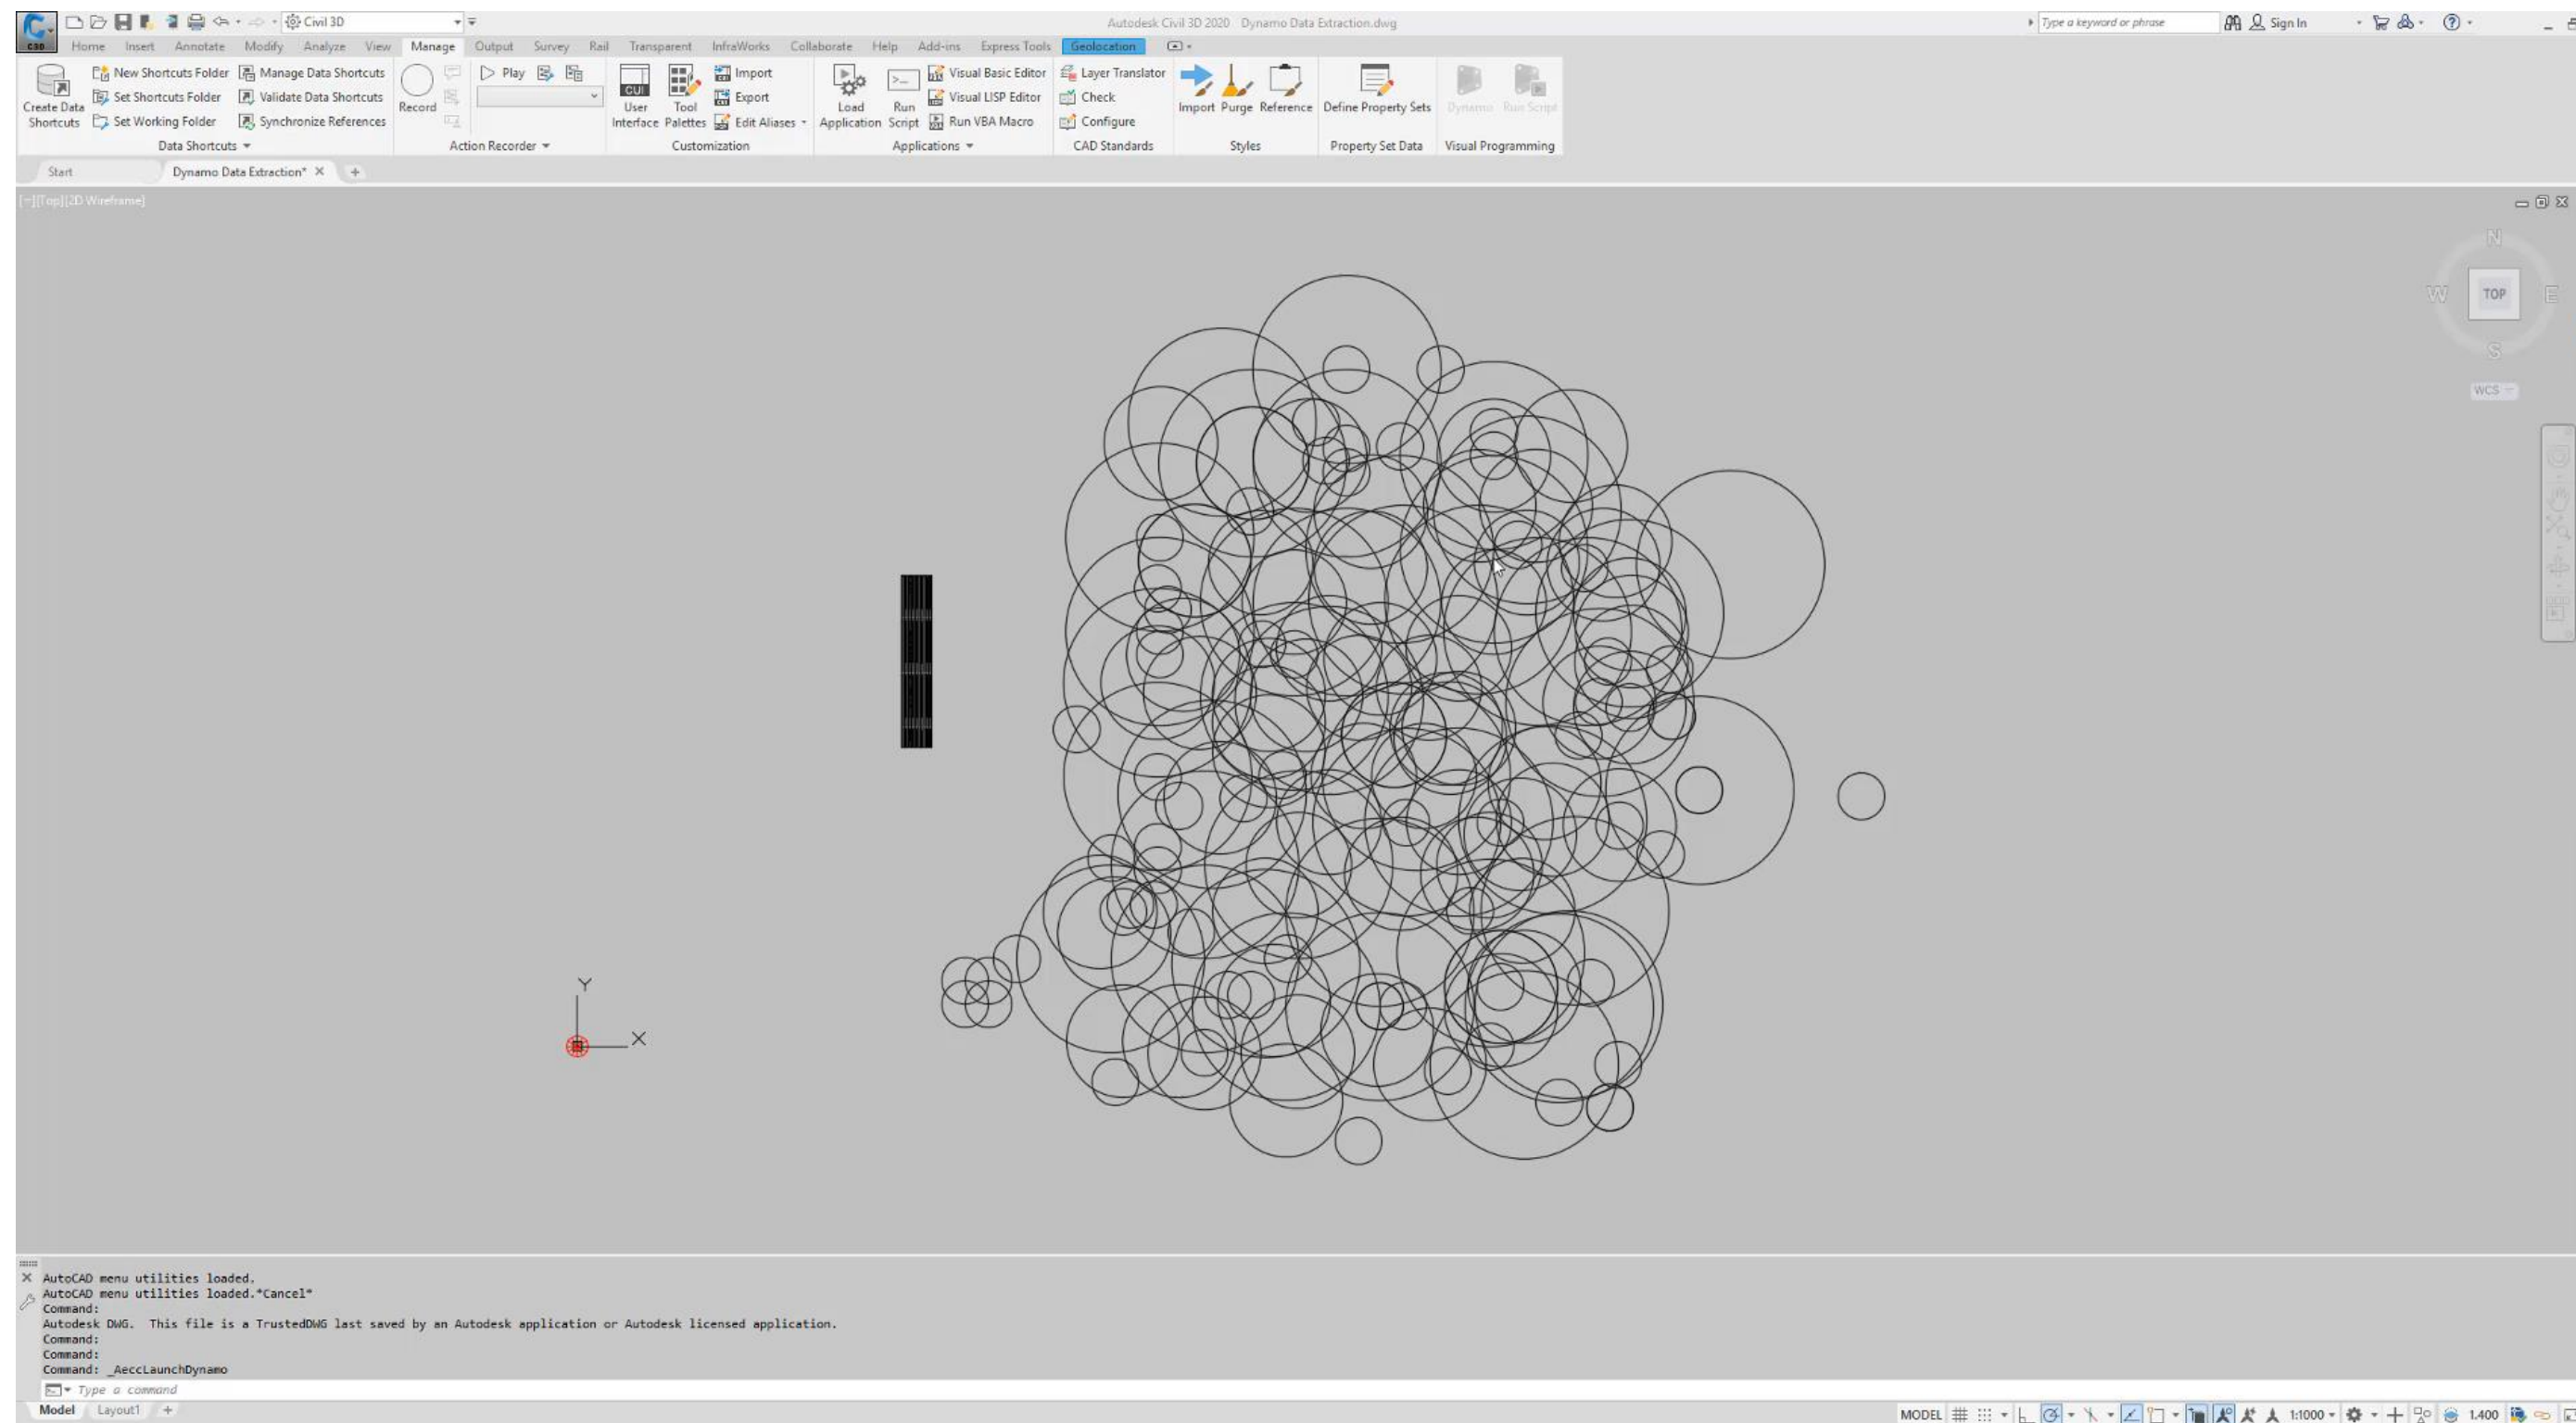 C3D
Civil 3D
Autodesk Civil 3D 2020 Dynamo Data Extraction.dwg
Type a keyword or phrase
Sign In
Home Insert Annotate Modify Analyze View Manage Output Survey Rail Transparent InfraWorks Collaborate Help Add-ins Express Tools Geolocation
Create Data Shortcuts
New Shortcuts Folder
Set Shortcuts Folder
Set Working Folder
Manage Data Shortcuts
Validate Data Shortcuts
Synchronize References
Data Shortcuts
Record
Play
Action Recorder
CUI
User Interface
Tool Palettes
Import
Export
Edit Aliases
Customization
Load Application
Run Script
Visual Basic Editor
Visual LISP Editor
Run VBA Macro
Applications
Layer Translator
Check
Configure
CAD Standards
Import
Purge
Reference
Styles
Define Property Sets
Property Set Data
Dynamo
Run Script
Visual Programming
Start
Dynamo Data Extraction*
[−][Top][2D Wireframe]
N
W
TOP
E
S
WCS
Y
X
AutoCAD menu utilities loaded.
AutoCAD menu utilities loaded.*Cancel*
Command:
Autodesk DWG.  This file is a TrustedDWG last saved by an Autodesk application or Autodesk licensed application.
Command:
Command:
Command: _AeccLaunchDynamo
Type a command
Model Layout1 +
MODEL
1:1000
1.400